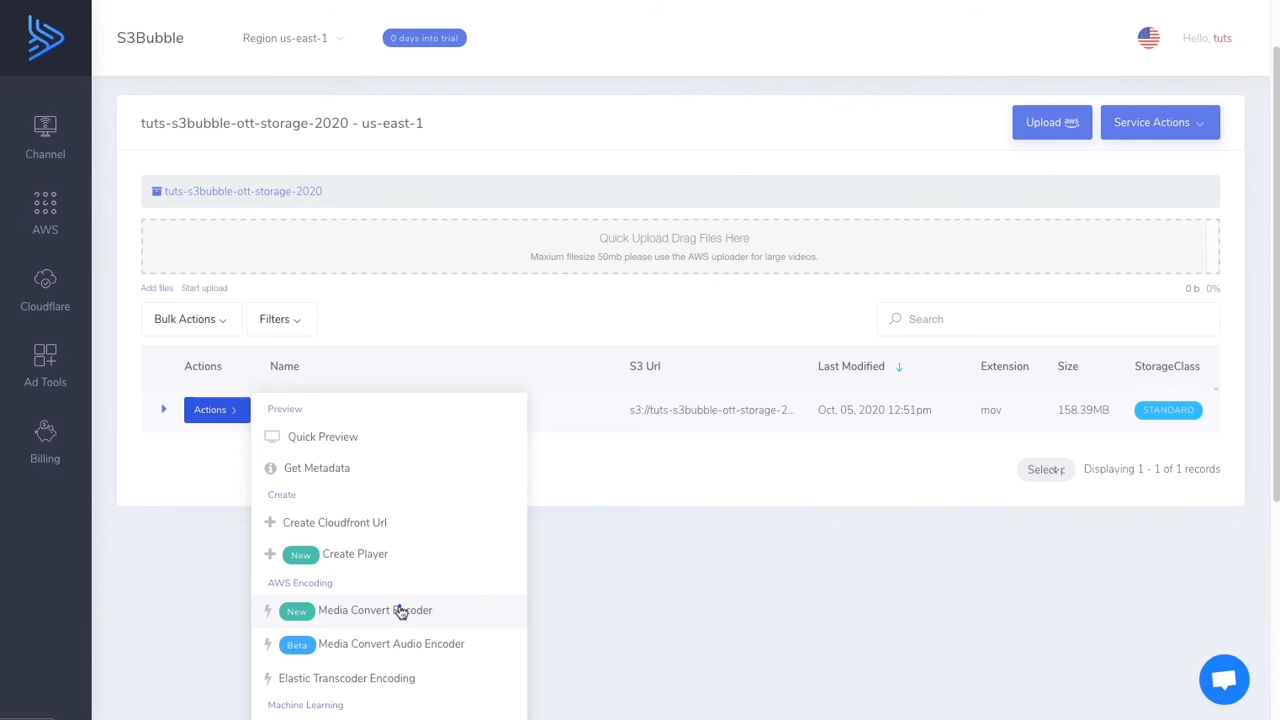 S3Bubble
Region us-east-1
0 days into trial
Hello, tuts
Channel
AWS
Cloudflare
Ad Tools
Billing
tuts-s3bubble-ott-storage-2020 - us-east-1
Upload aws
Service Actions
tuts-s3bubble-ott-storage-2020
Quick Upload Drag Files Here
Maxium filesize 50mb please use the AWS uploader for large videos.
Add files Start upload
0 b 0%
Bulk Actions
Filters
Search
Actions Name S3 Url Last Modified Extension Size StorageClass
Actions
s3://tuts-s3bubble-ott-storage-2... Oct, 05, 2020 12:51pm mov 158.39MB STANDARD
Preview
Quick Preview
Get Metadata
Create
Create Cloudfront Url
New Create Player
AWS Encoding
New Media Convert Encoder
Beta Media Convert Audio Encoder
Elastic Transcoder Encoding
Machine Learning
Select
Displaying 1 - 1 of 1 records